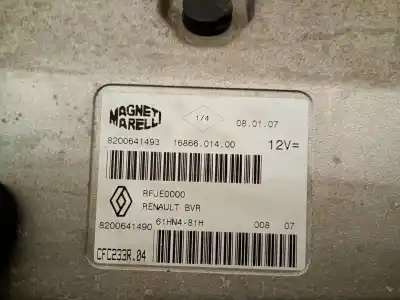 MAGNETI MARELLI
174
08.01.07
8200641493 16866.014.00 12V=
RFJE0000
RENAULT BVR
8200641490 61HN4-81H 008 07
CFC233R.04